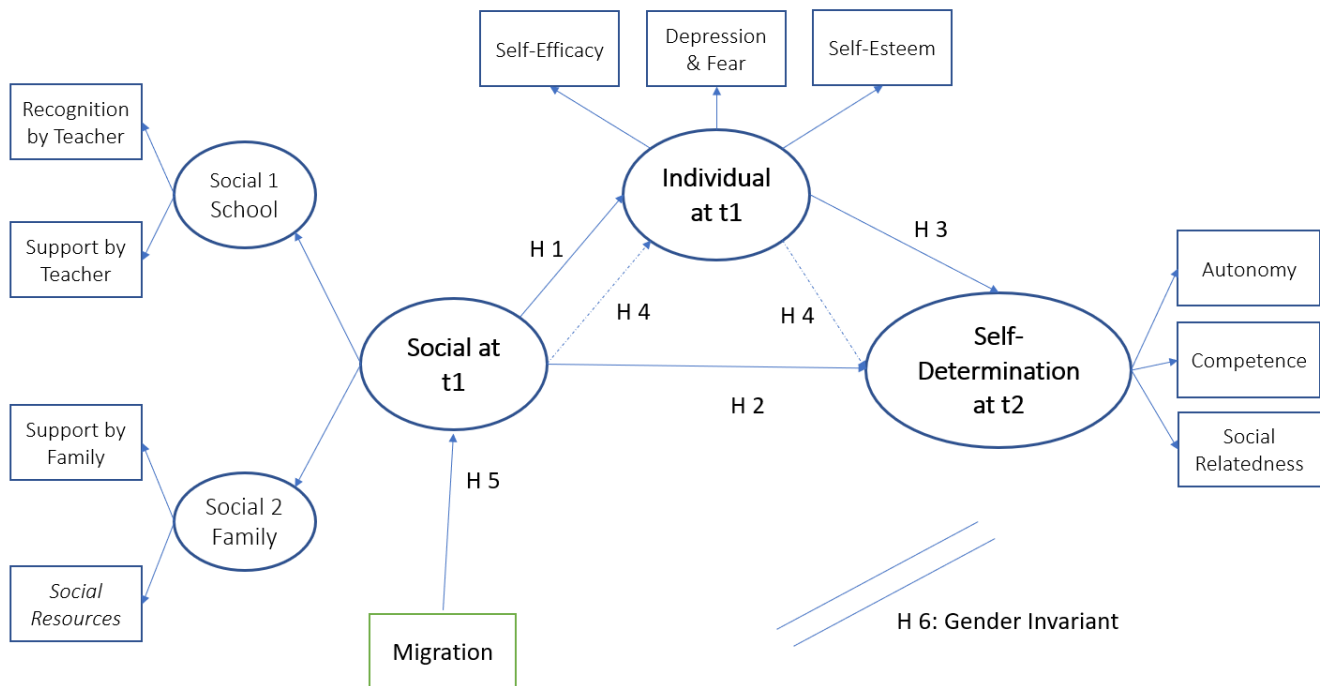 Self-Efficacy
Depression
& Fear
Self-Esteem
Recognition
by Teacher
Social 1
School
Support by
Teacher
Individual
at t1
H 1
H 3
H 4
H 4
Autonomy
Social at
t1
Self-
Determination
at t2
Competence
H 2
Support by
Family
Social
Relatedness
H 5
Social 2
Family
Social
Resources
Migration
H 6: Gender Invariant